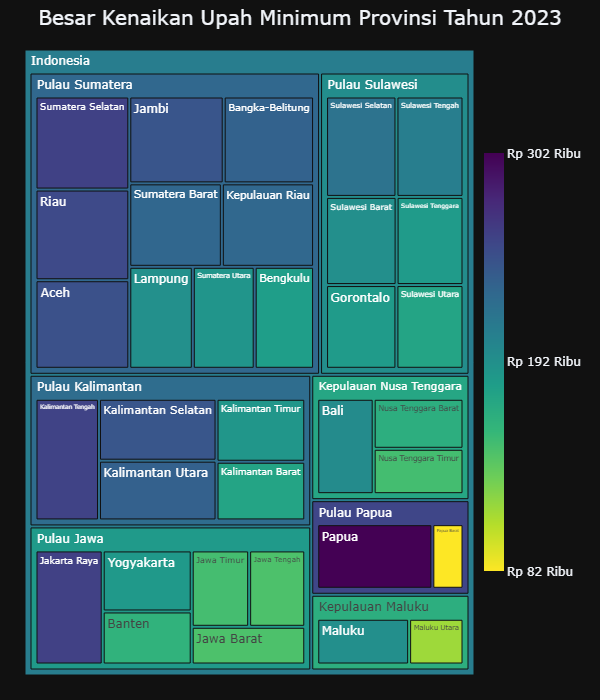 Besar Kenaikan Upah Minimum Provinsi Tahun 2023
Indonesia
Pulau Sumatera
Sumatera Selatan
Jambi
Bangka-Belitung
Riau
Sumatera Barat
Kepulauan Riau
Aceh
Lampung
Sumatera Utara
Bengkulu
Pulau Sulawesi
Sulawesi Selatan
Sulawesi Tengah
Sulawesi Barat
Sulawesi Tenggara
Gorontalo
Sulawesi Utara
Pulau Kalimantan
Kalimantan Tengah
Kalimantan Selatan
Kalimantan Timur
Kalimantan Utara
Kalimantan Barat
Kepulauan Nusa Tenggara
Bali
Nusa Tenggara Barat
Nusa Tenggara Timur
Pulau Papua
Papua
Papua Barat
Pulau Jawa
Jakarta Raya
Yogyakarta
Jawa Timur
Jawa Tengah
Banten
Jawa Barat
Kepulauan Maluku
Maluku
Maluku Utara
Rp 302 Ribu
Rp 192 Ribu
Rp 82 Ribu